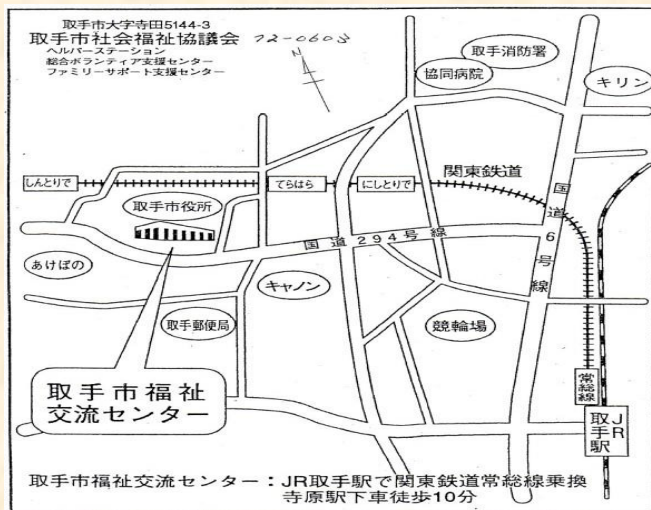 取手市大字寺田5144-3
取手市社会福祉協議会 72-0603
ヘルパーステーション
総合ボランティア支援センター
ファミリーサポート支援センター
N
取手消防署
協同病院
キリン
しんとりで
てらはら
にしとりで
関東鉄道
取手市役所
国道294号線
国道6号線
あけぼの
キャノン
取手郵便局
競輪場
取手市福祉
交流センター
常総線
JR
取手駅
取手市福祉交流センター：JR取手駅で関東鉄道常総線乗換
寺原駅下車徒歩10分